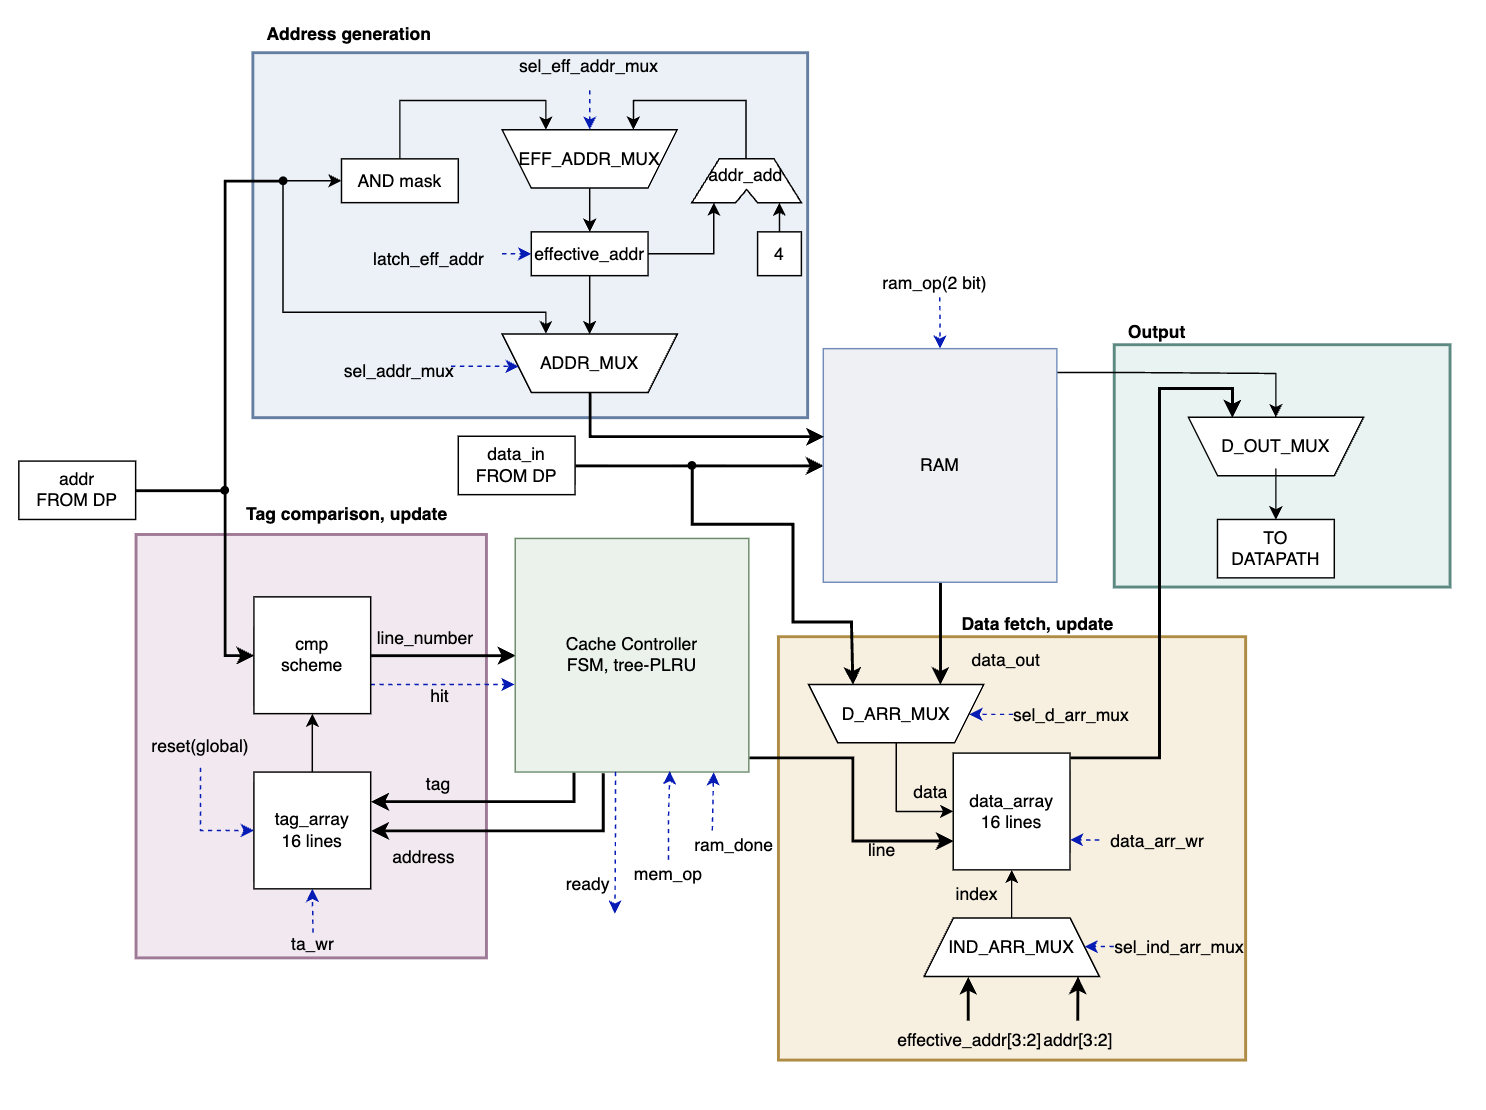 Address generation
sel_eff_addr_mux
EFF_ADDR_MUX
AND mask
addr_add
latch_eff_addr
effective_addr
4
sel_addr_mux
ADDR_MUX
ram_op(2 bit)
Output
RAM
D_OUT_MUX
TO
DATAPATH
data_in
FROM DP
addr
FROM DP
Tag comparison, update
cmp
scheme
line_number
hit
Cache Controller
FSM, tree-PLRU
reset(global)
tag_array
16 lines
tag
address
ta_wr
ready
mem_op
ram_done
Data fetch, update
data_out
D_ARR_MUX
sel_d_arr_mux
data
data_array
16 lines
line
data_arr_wr
index
IND_ARR_MUX
sel_ind_arr_mux
effective_addr[3:2] addr[3:2]